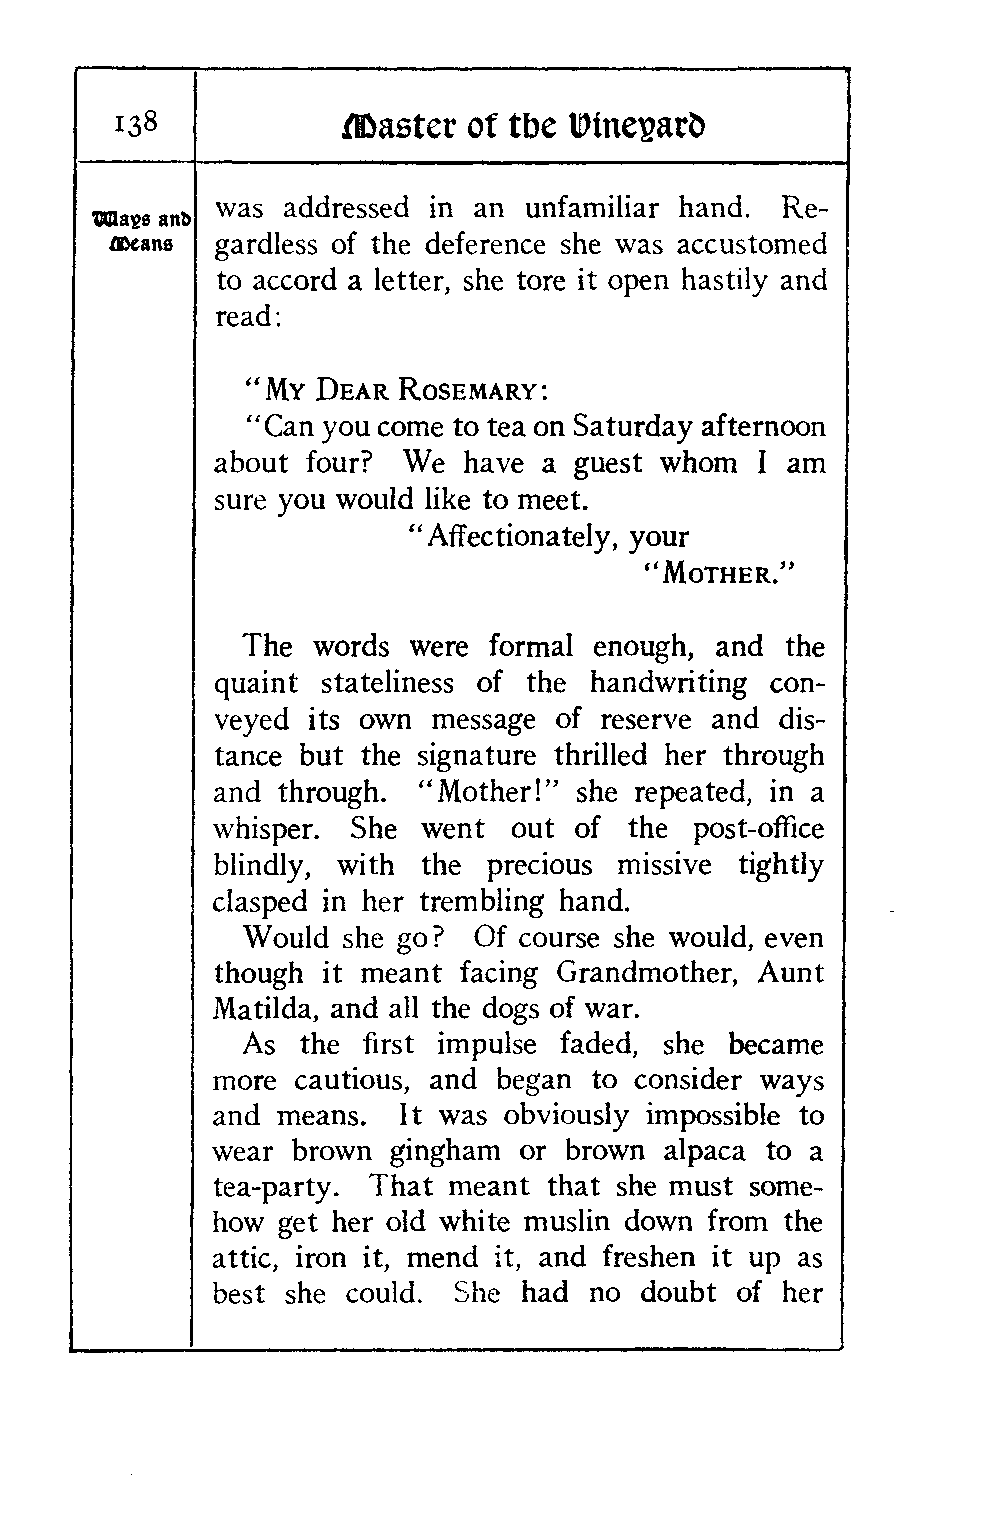 138
Master of the Vineyard
Ways and
Means
was addressed in an unfamiliar hand. Re-
gardless of the deference she was accustomed
to accord a letter, she tore it open hastily and
read:
"MY DEAR ROSEMARY:
"Can you come to tea on Saturday afternoon
about four? We have a guest whom I am
sure you would like to meet.
"Affectionately, your
"MOTHER."
The words were formal enough, and the
quaint stateliness of the handwriting con-
veyed its own message of reserve and dis-
tance but the signature thrilled her through
and through. "Mother!" she repeated, in a
whisper. She went out of the post-office
blindly, with the precious missive tightly
clasped in her trembling hand.
Would she go? Of course she would, even
though it meant facing Grandmother, Aunt
Matilda, and all the dogs of war.
As the first impulse faded, she became
more cautious, and began to consider ways
and means. It was obviously impossible to
wear brown gingham or brown alpaca to a
tea-party. That meant that she must some-
how get her old white muslin down from the
attic, iron it, mend it, and freshen it up as
best she could. She had no doubt of her